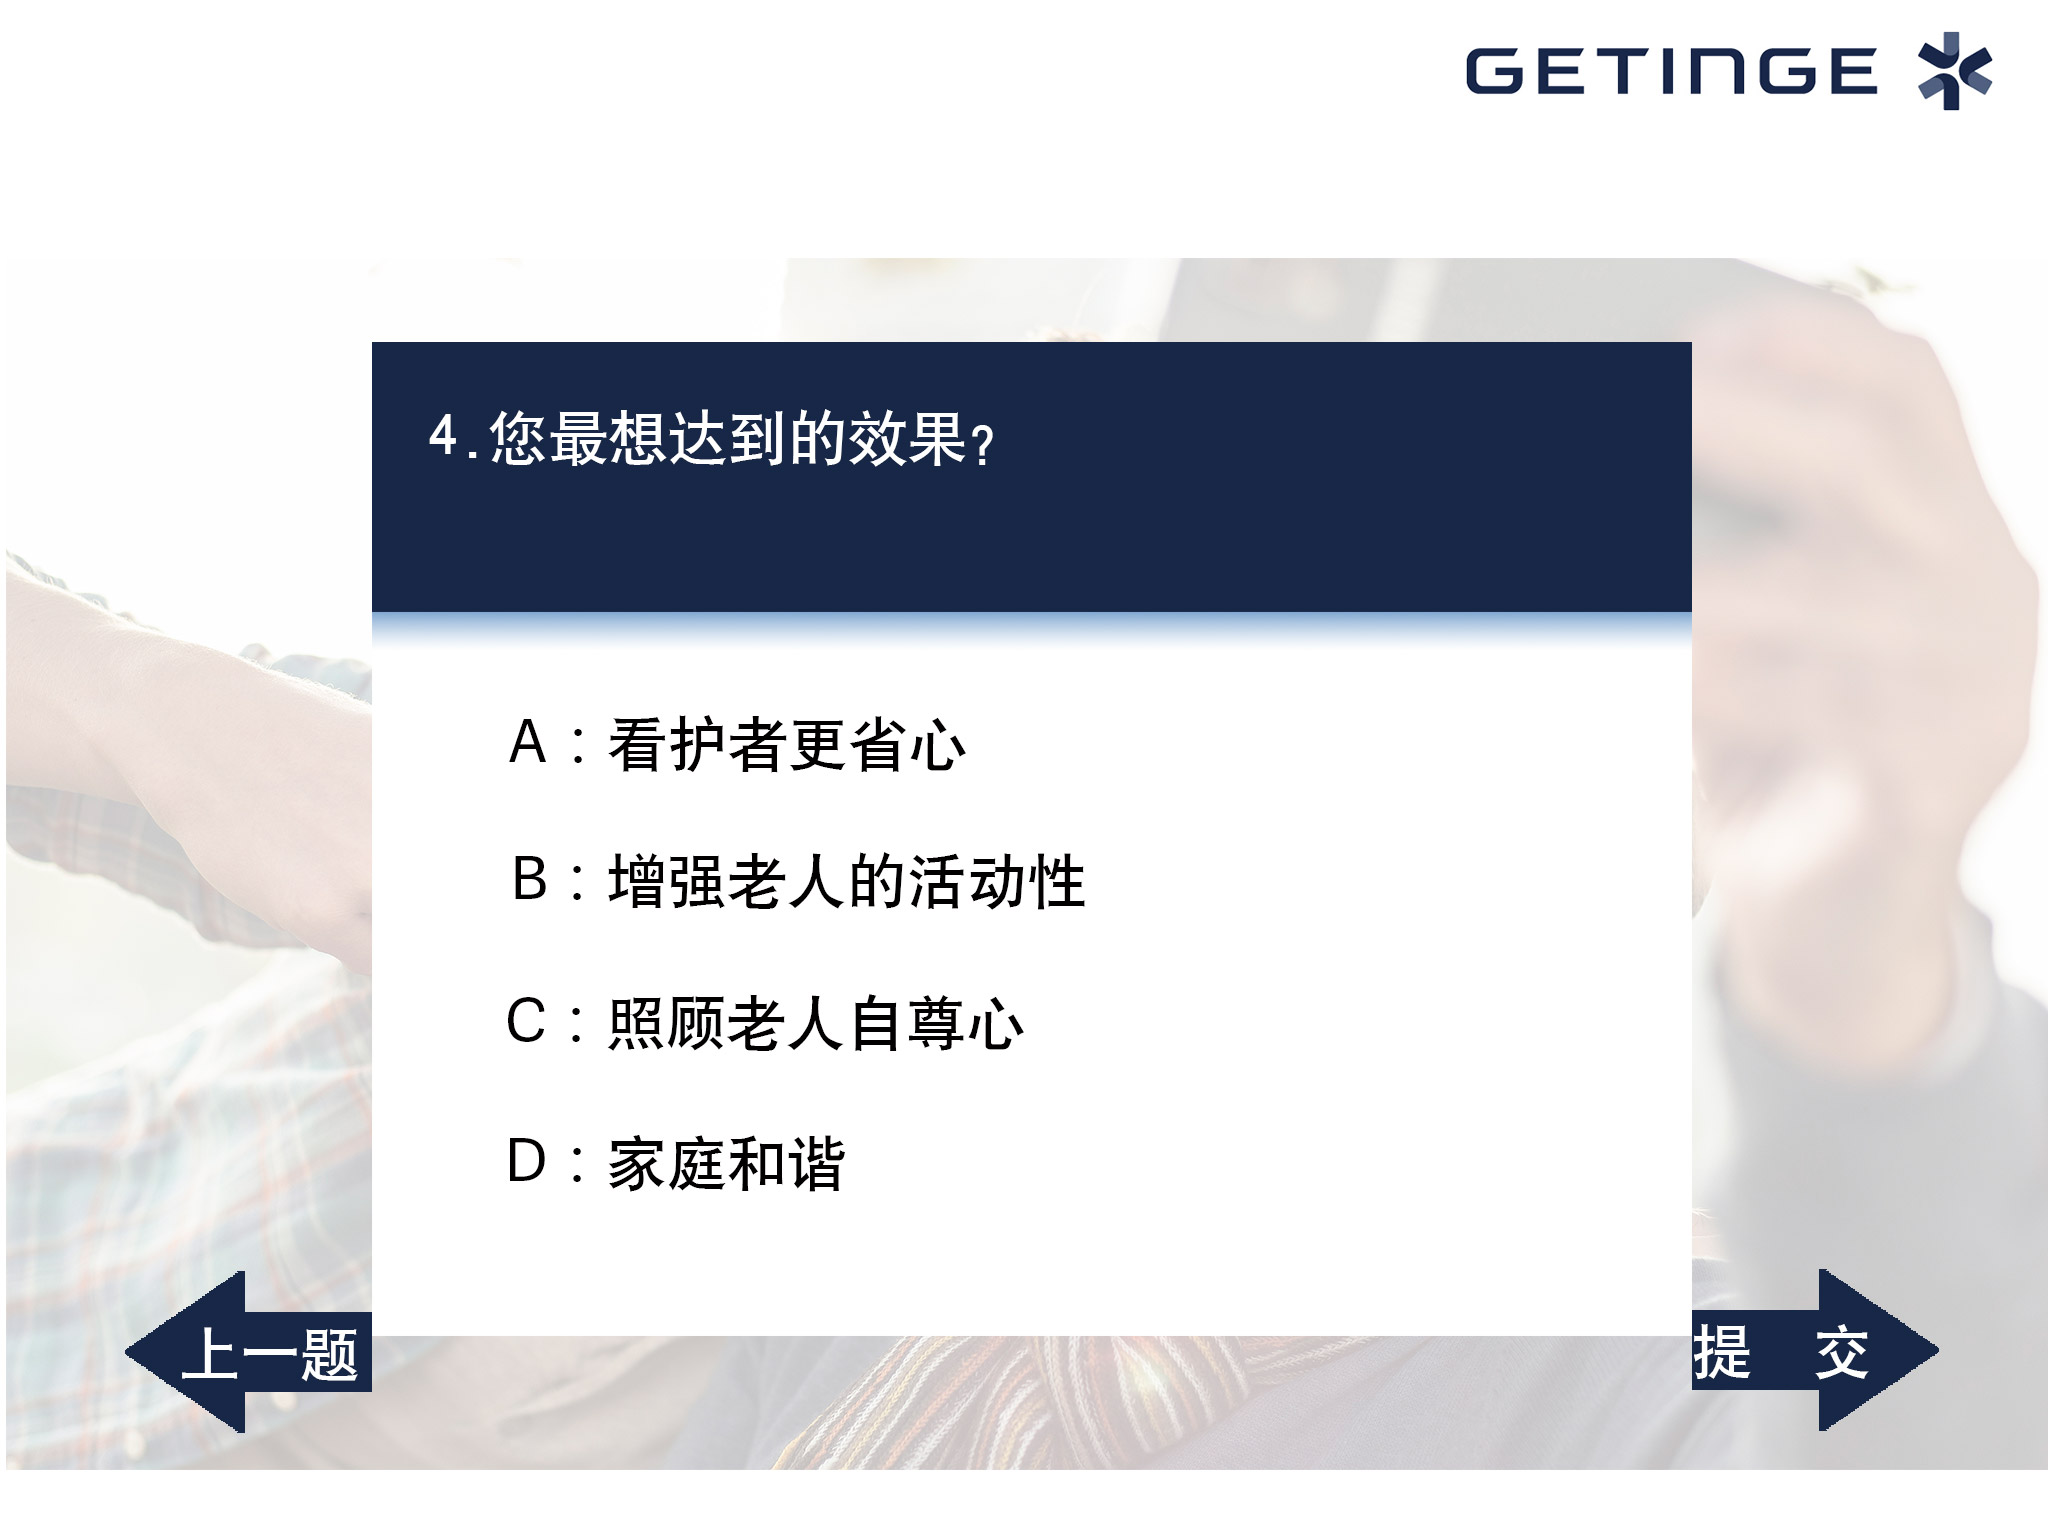 GETINGE
4.您最想达到的效果?
A:看护者更省心
B:增强老人的活动性
C:照顾老人自尊心
D:家庭和谐
上一题
提 交